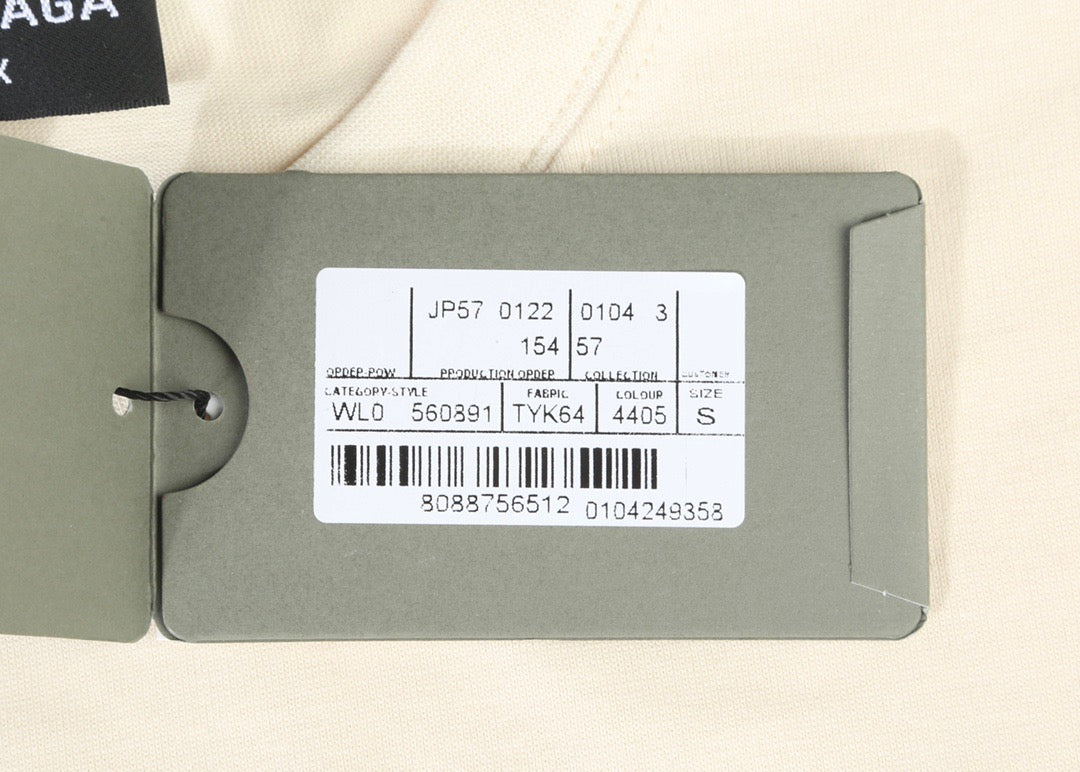 AGA
X
JP57 0122 0104 3
154 57
ORDER-ROW PRODUCTION ORDER COLLECTION CUSTOMER
CATEGORY-STYLE FABRIC COLOUR SIZE
WL0 560891 TYK64 4405 S
8088756512 0104249358